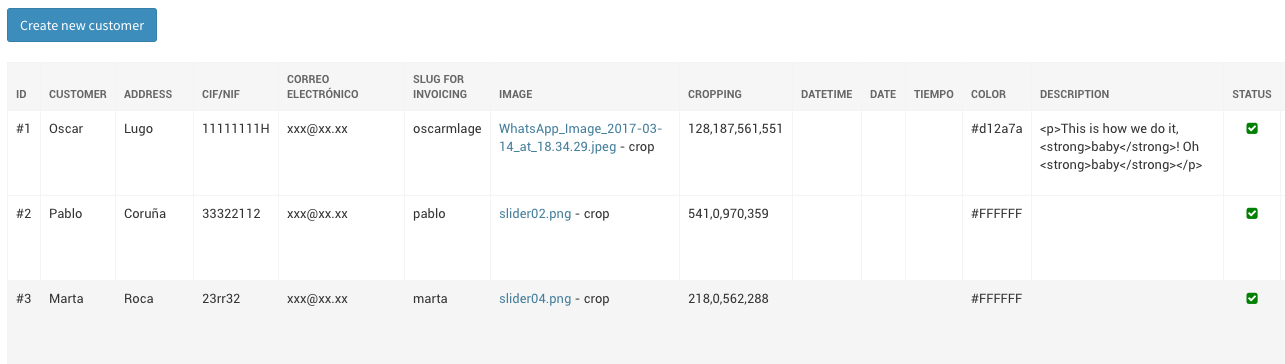 Create new customer
ID CUSTOMER ADDRESS CIF/NIF CORREO ELECTRÓNICO SLUG FOR INVOICING IMAGE CROPPING DATETIME DATE TIEMPO COLOR DESCRIPTION STATUS
#1 Oscar Lugo 11111111H xxx@xx.xx oscarmlage WhatsApp_Image_2017-03- 128,187,561,551 #d12a7a <p>This is how we do it,
14_at_18.34.29.jpeg - crop <strong>baby</strong>! Oh
<strong>baby</strong></p>
#2 Pablo Coruña 33322112 xxx@xx.xx pablo slider02.png - crop 541,0,970,359 #FFFFFF
#3 Marta Roca 23rr32 xxx@xx.xx marta slider04.png - crop 218,0,562,288 #FFFFFF